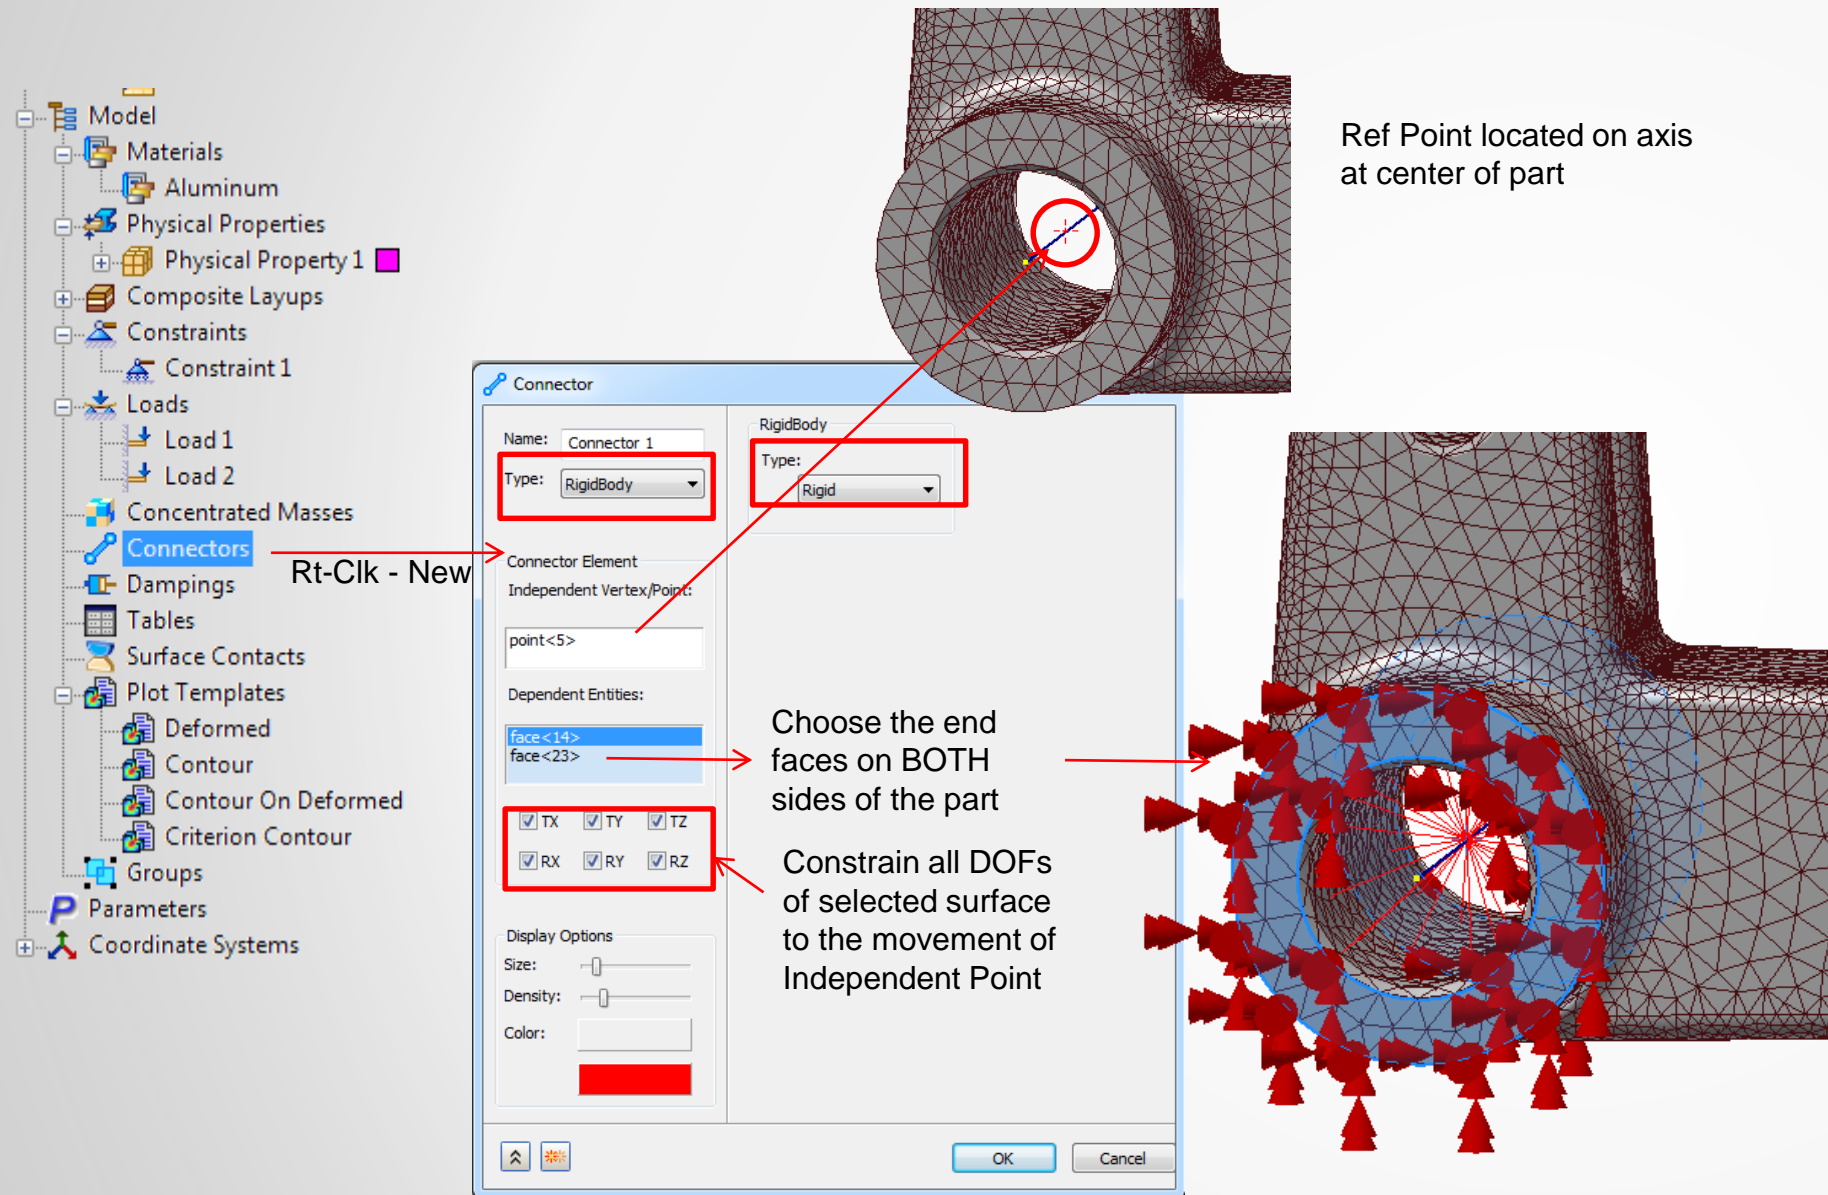 Model
Materials
Aluminum
Physical Properties
Physical Property 1
Composite Layups
Constraints
Constraint 1
Loads
Load 1
Load 2
Concentrated Masses
Connectors
Dampings
Tables
Surface Contacts
Plot Templates
Deformed
Contour
Contour On Deformed
Criterion Contour
Groups
Parameters
Coordinate Systems
Rt-Clk - New
Connector
Name: Connector 1
Type: RigidBody
Connector Element
Independent Vertex/Point:
point<5>
Dependent Entities:
face<14>
face<23>
TX TY TZ
RX RY RZ
Display Options
Size:
Density:
Color:
RigidBody
Type:
Rigid
OK Cancel
Ref Point located on axis
at center of part
Choose the end
faces on BOTH
sides of the part
Constrain all DOFs
of selected surface
to the movement of
Independent Point